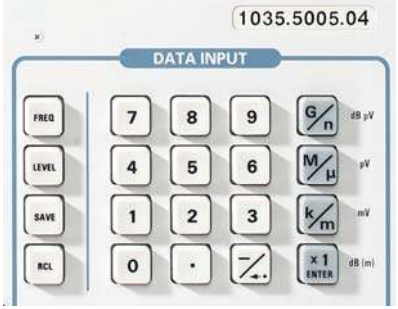 1035.5005.04
DATA INPUT
FREQ 7 8 9 G/n dB µV
LEVEL 4 5 6 M/µ µV
SAVE 1 2 3 k/m mV
RCL 0 . −/←·· ×1 ENTER dB (m)